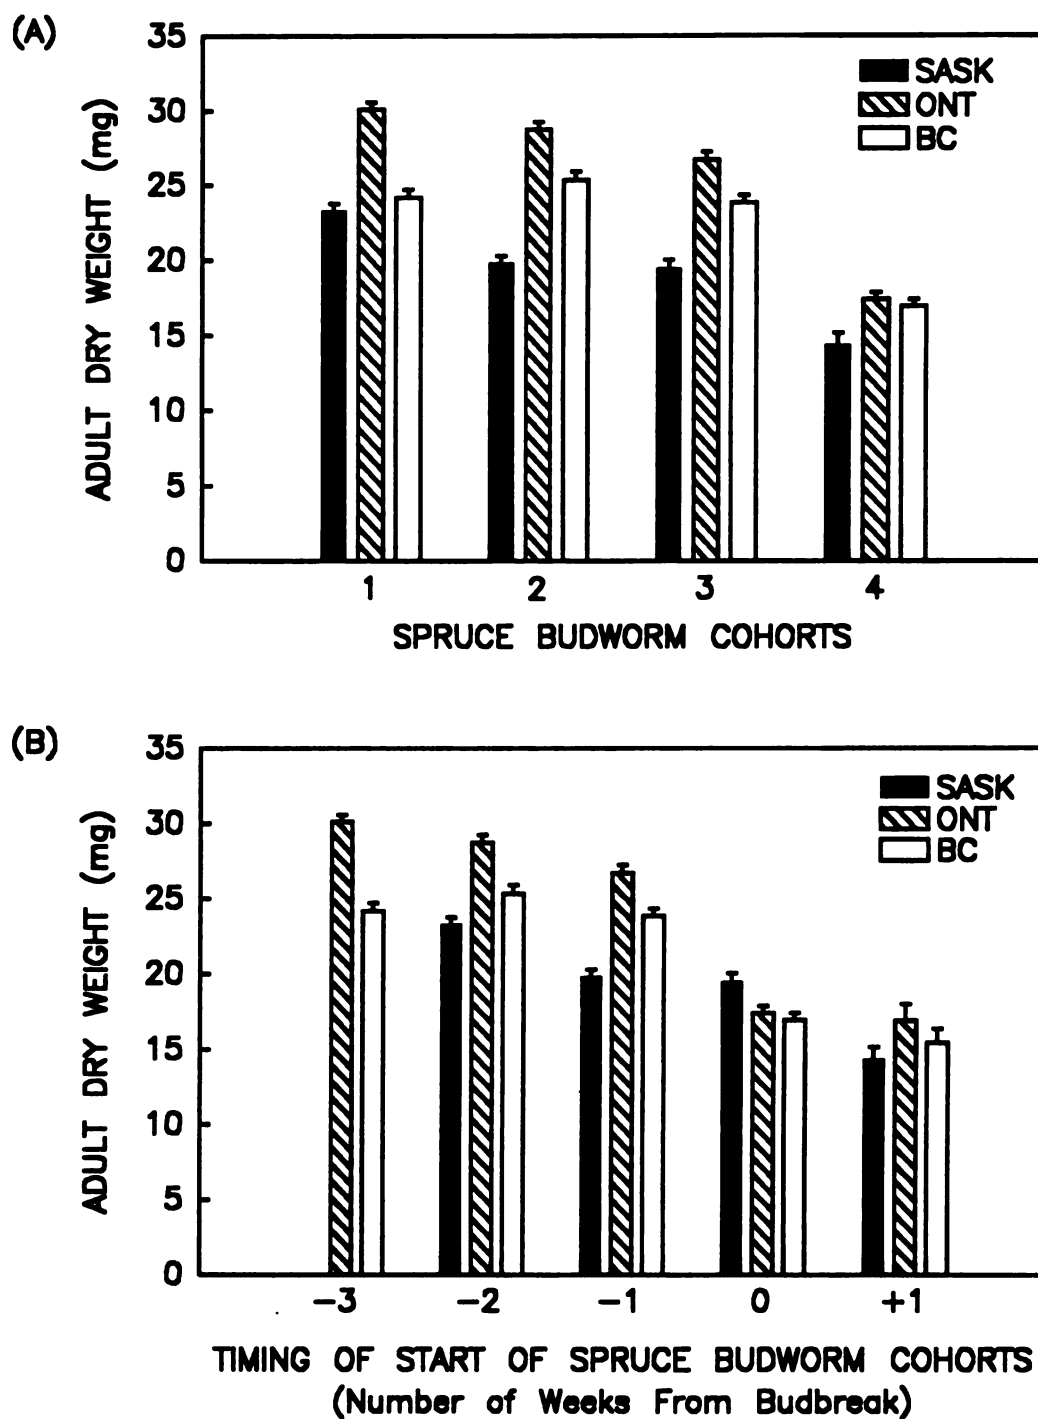 (A)
35
30
25
20
15
10
5
0
ADULT DRY WEIGHT (mg)
SASK
ONT
BC
1 2 3 4
SPRUCE BUDWORM COHORTS
(B)
35
30
25
20
15
10
5
0
ADULT DRY WEIGHT (mg)
SASK
ONT
BC
−3 −2 −1 0 +1
TIMING OF START OF SPRUCE BUDWORM COHORTS
(Number of Weeks From Budbreak)